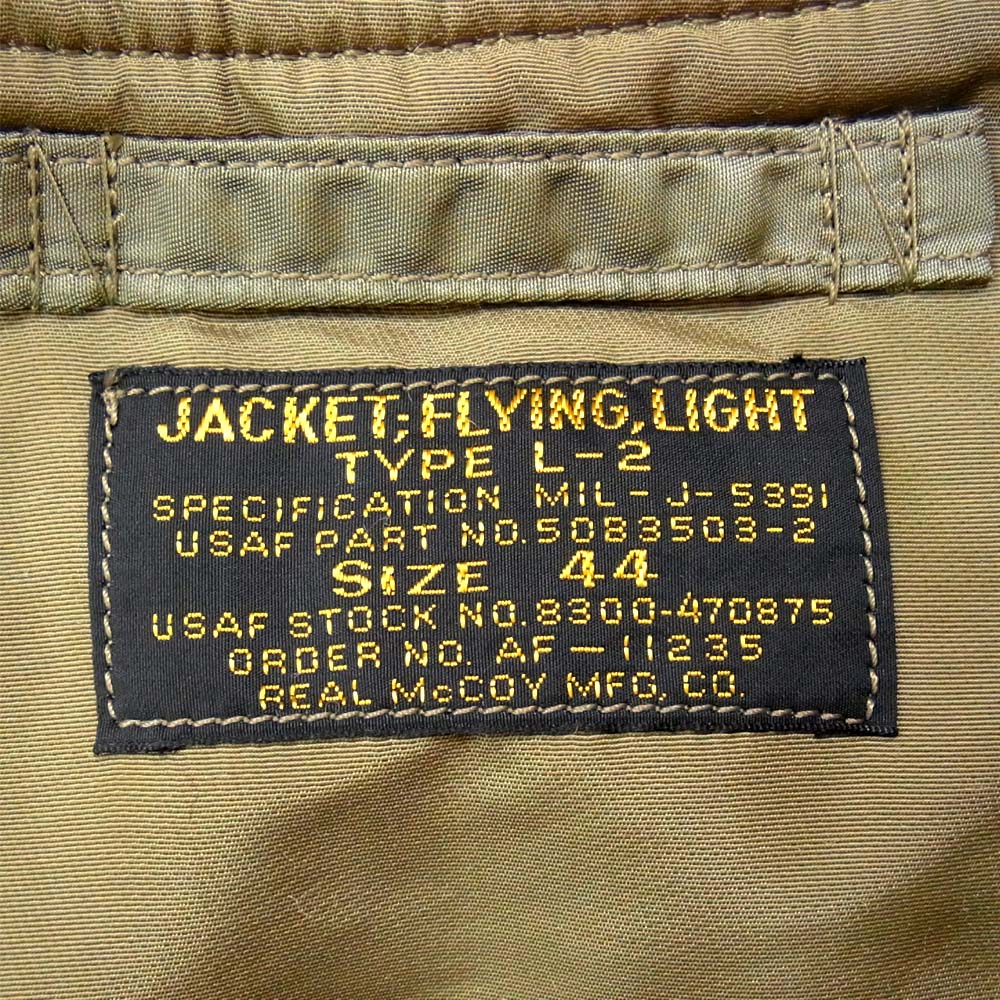 JACKET; FLYING, LIGHT
TYPE L-2
SPECIFICATION MIL-J-5391
USAF PART NO. 5083503-2
SIZE 44
USAF STOCK NO. 8300-470875
ORDER NO. AF-11235
REAL McCOY MFG, CO.